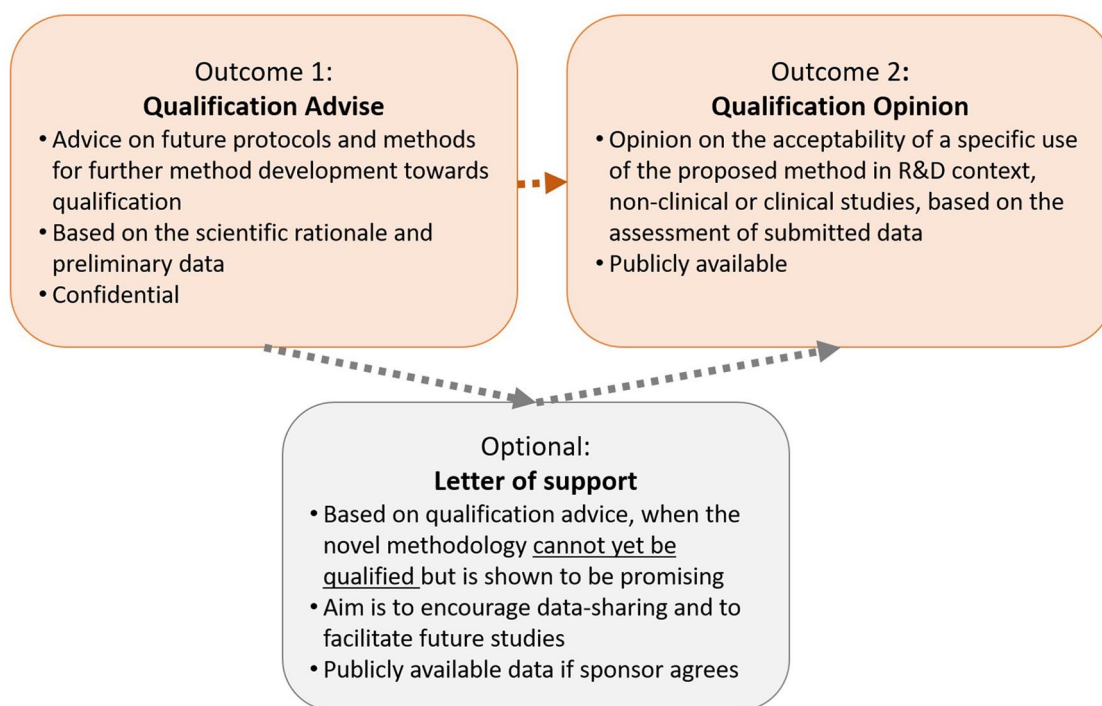 Outcome 1:
Qualification Advise
• Advice on future protocols and methods
for further method development towards
qualification
• Based on the scientific rationale and
preliminary data
• Confidential
Outcome 2:
Qualification Opinion
• Opinion on the acceptability of a specific use
of the proposed method in R&D context,
non-clinical or clinical studies, based on the
assessment of submitted data
• Publicly available
Optional:
Letter of support
• Based on qualification advice, when the
novel methodology cannot yet be
qualified but is shown to be promising
• Aim is to encourage data-sharing and to
facilitate future studies
• Publicly available data if sponsor agrees